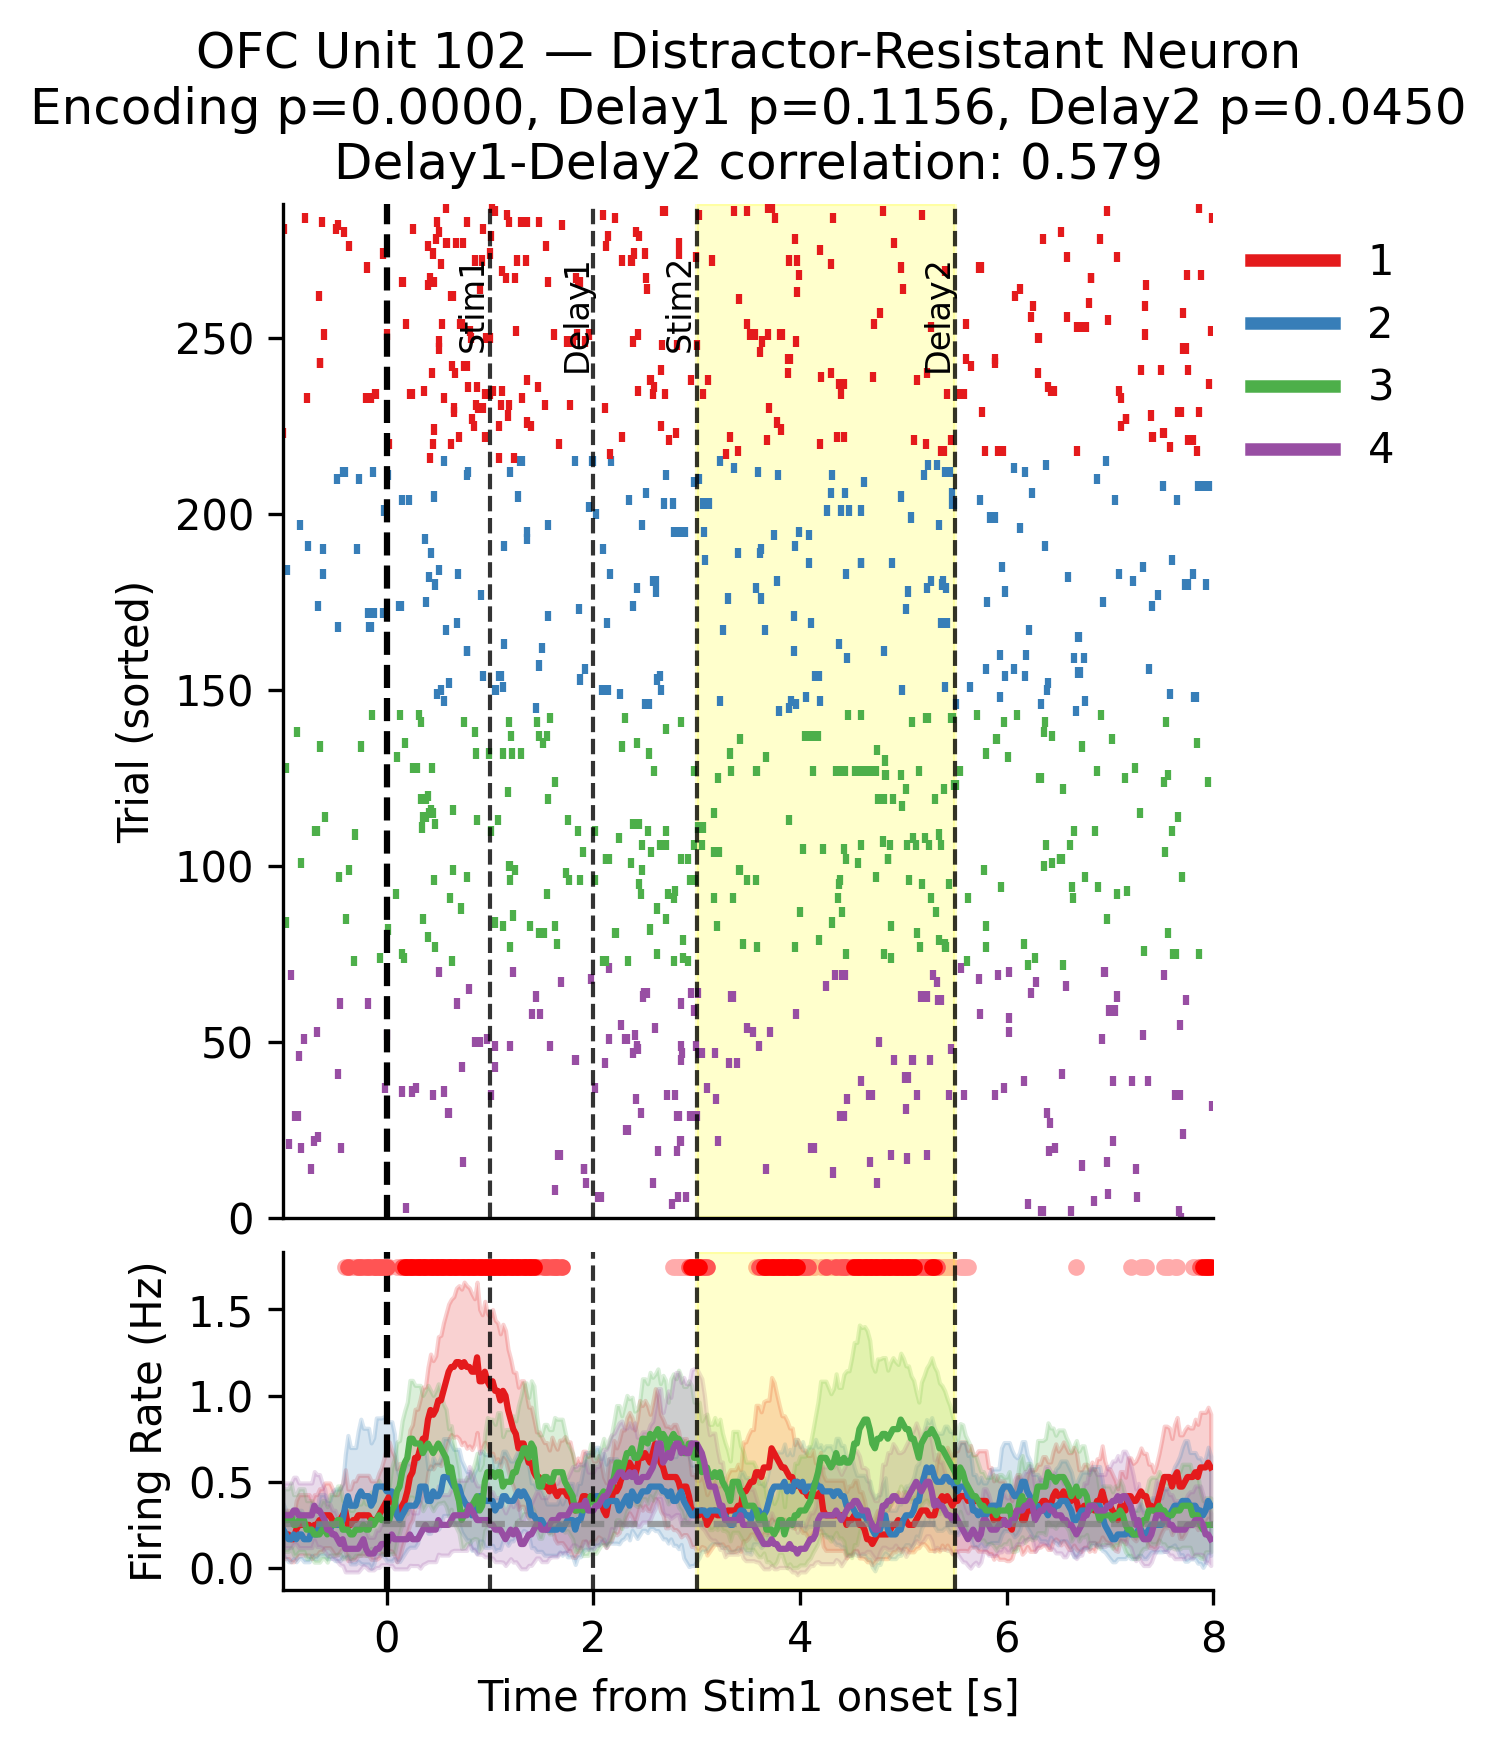 OFC Unit 102 — Distractor-Resistant Neuron
Encoding p=0.0000, Delay1 p=0.1156, Delay2 p=0.0450
Delay1-Delay2 correlation: 0.579
Stim1
Delay1
Stim2
Delay2
1
2
3
4
250
200
150
100
50
0
Trial (sorted)
1.5
1.0
0.5
0.0
Firing Rate (Hz)
0
2
4
6
8
Time from Stim1 onset [s]